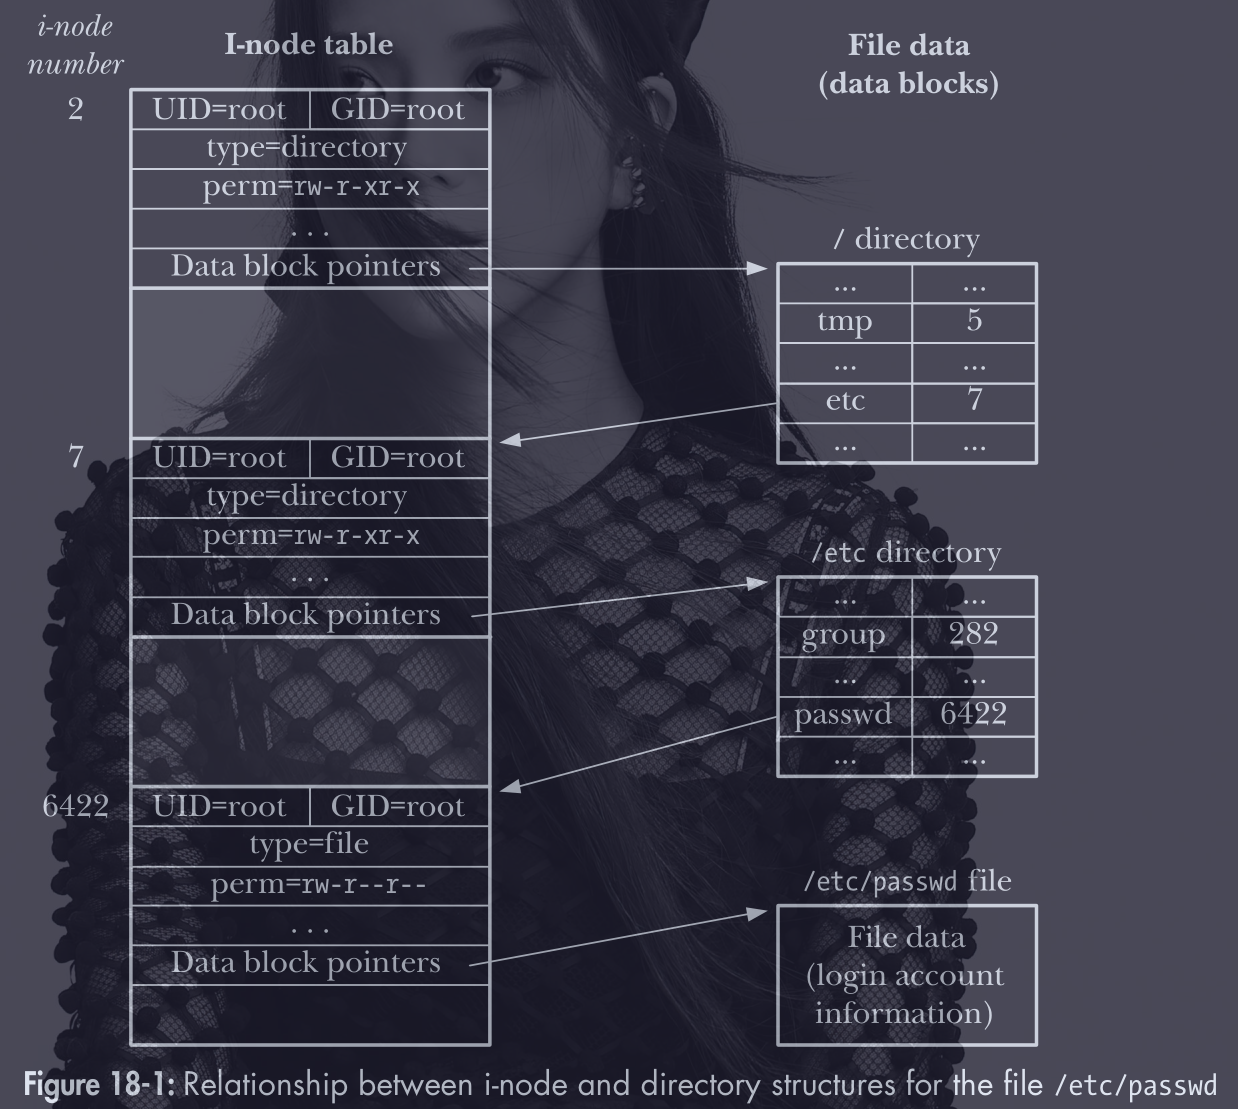 i-node
number
I-node table
File data
(data blocks)
2
UID=root GID=root
type=directory
perm=rw-r-xr-x
...
Data block pointers
/ directory
... ...
tmp 5
... ...
etc 7
... ...
7
UID=root GID=root
type=directory
perm=rw-r-xr-x
...
Data block pointers
/etc directory
... ...
group 282
... ...
passwd 6422
... ...
6422
UID=root GID=root
type=file
perm=rw-r--r--
...
Data block pointers
/etc/passwd file
File data
(login account
information)
Figure 18-1: Relationship between i-node and directory structures for the file /etc/passwd